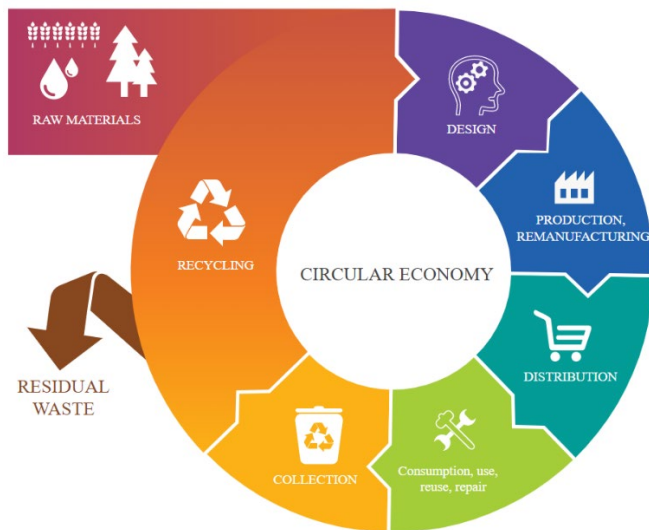 RAW MATERIALS
DESIGN
PRODUCTION,
REMANUFACTURING
RECYCLING
CIRCULAR ECONOMY
DISTRIBUTION
RESIDUAL
WASTE
COLLECTION
Consumption, use,
reuse, repair